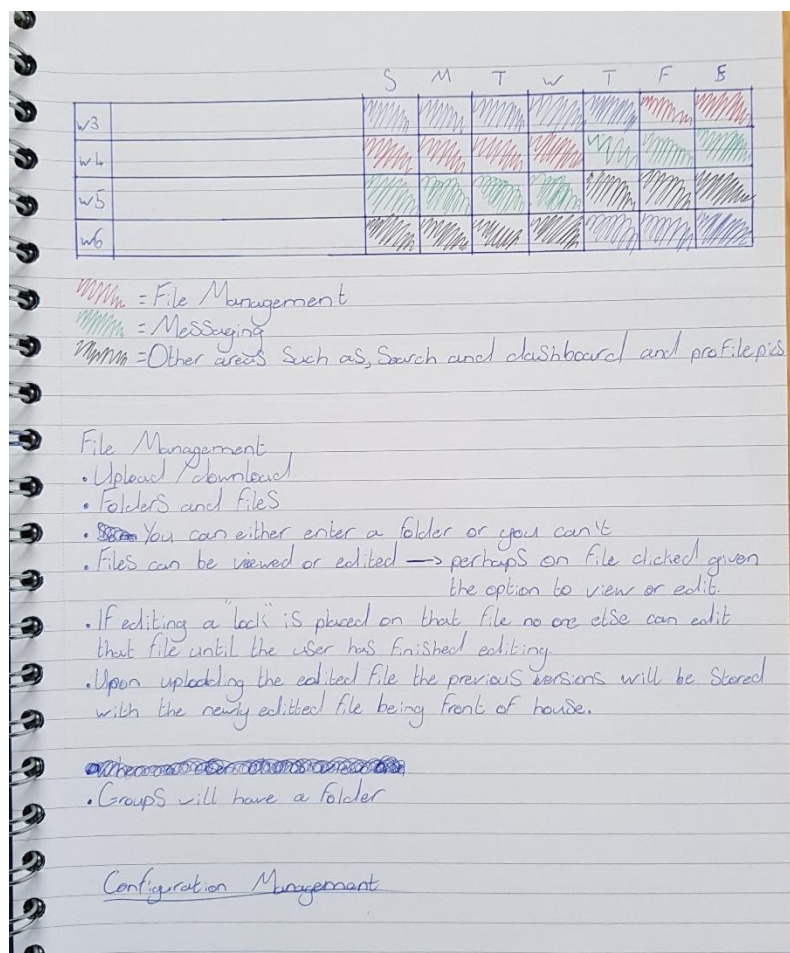 S M T W T F S
w3
w4
w5
w6
= File Management
= Messaging
= Other areas Such as, Search and dashboard and profile pics
File Management
• Upload / download
• Folders and files
• You can either enter a folder or you can't
• Files can be viewed or edited → perhaps on file clicked given
the option to view or edit.
• If editing a "lock" is placed on that file no one else can edit
that file until the user has finished editing.
• Upon uploading the edited file the previous versions will be Stored
with the newly editted file being front of house.
• Groups will have a folder
Configuration Management